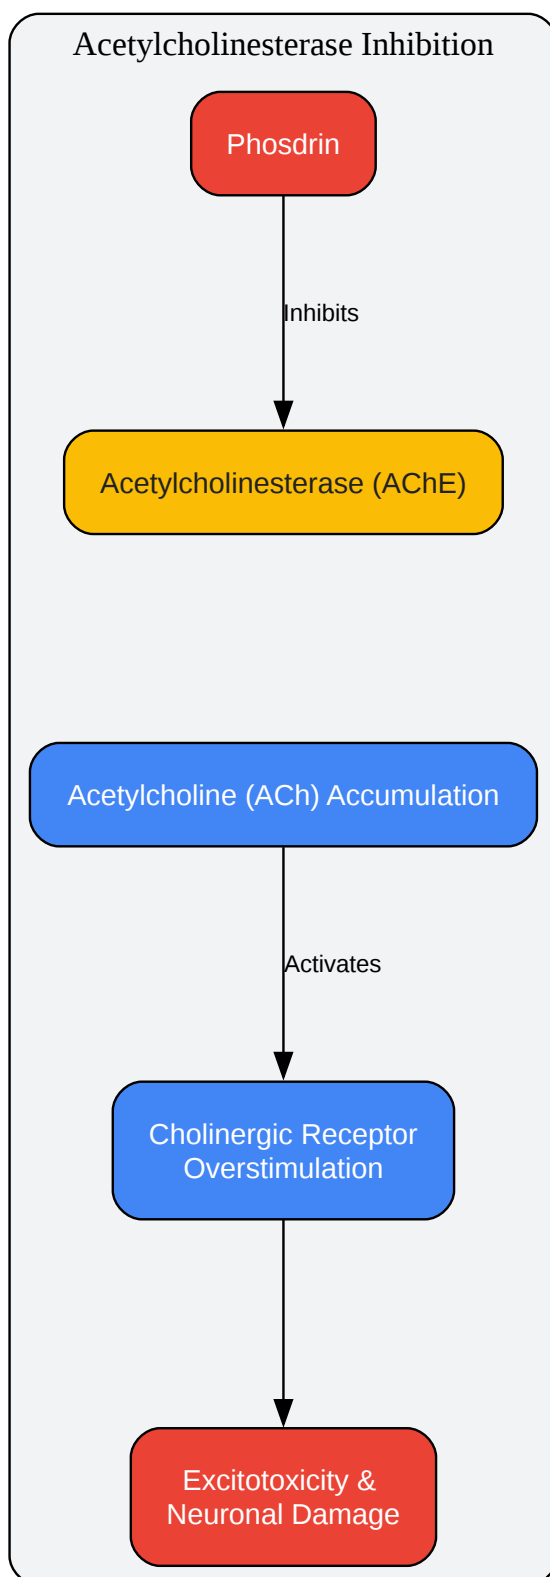 Acetylcholinesterase Inhibition
Phosdrin
Inhibits
Acetylcholinesterase (AChE)
Acetylcholine (ACh) Accumulation
Activates
Cholinergic Receptor
Overstimulation
Excitotoxicity &
Neuronal Damage